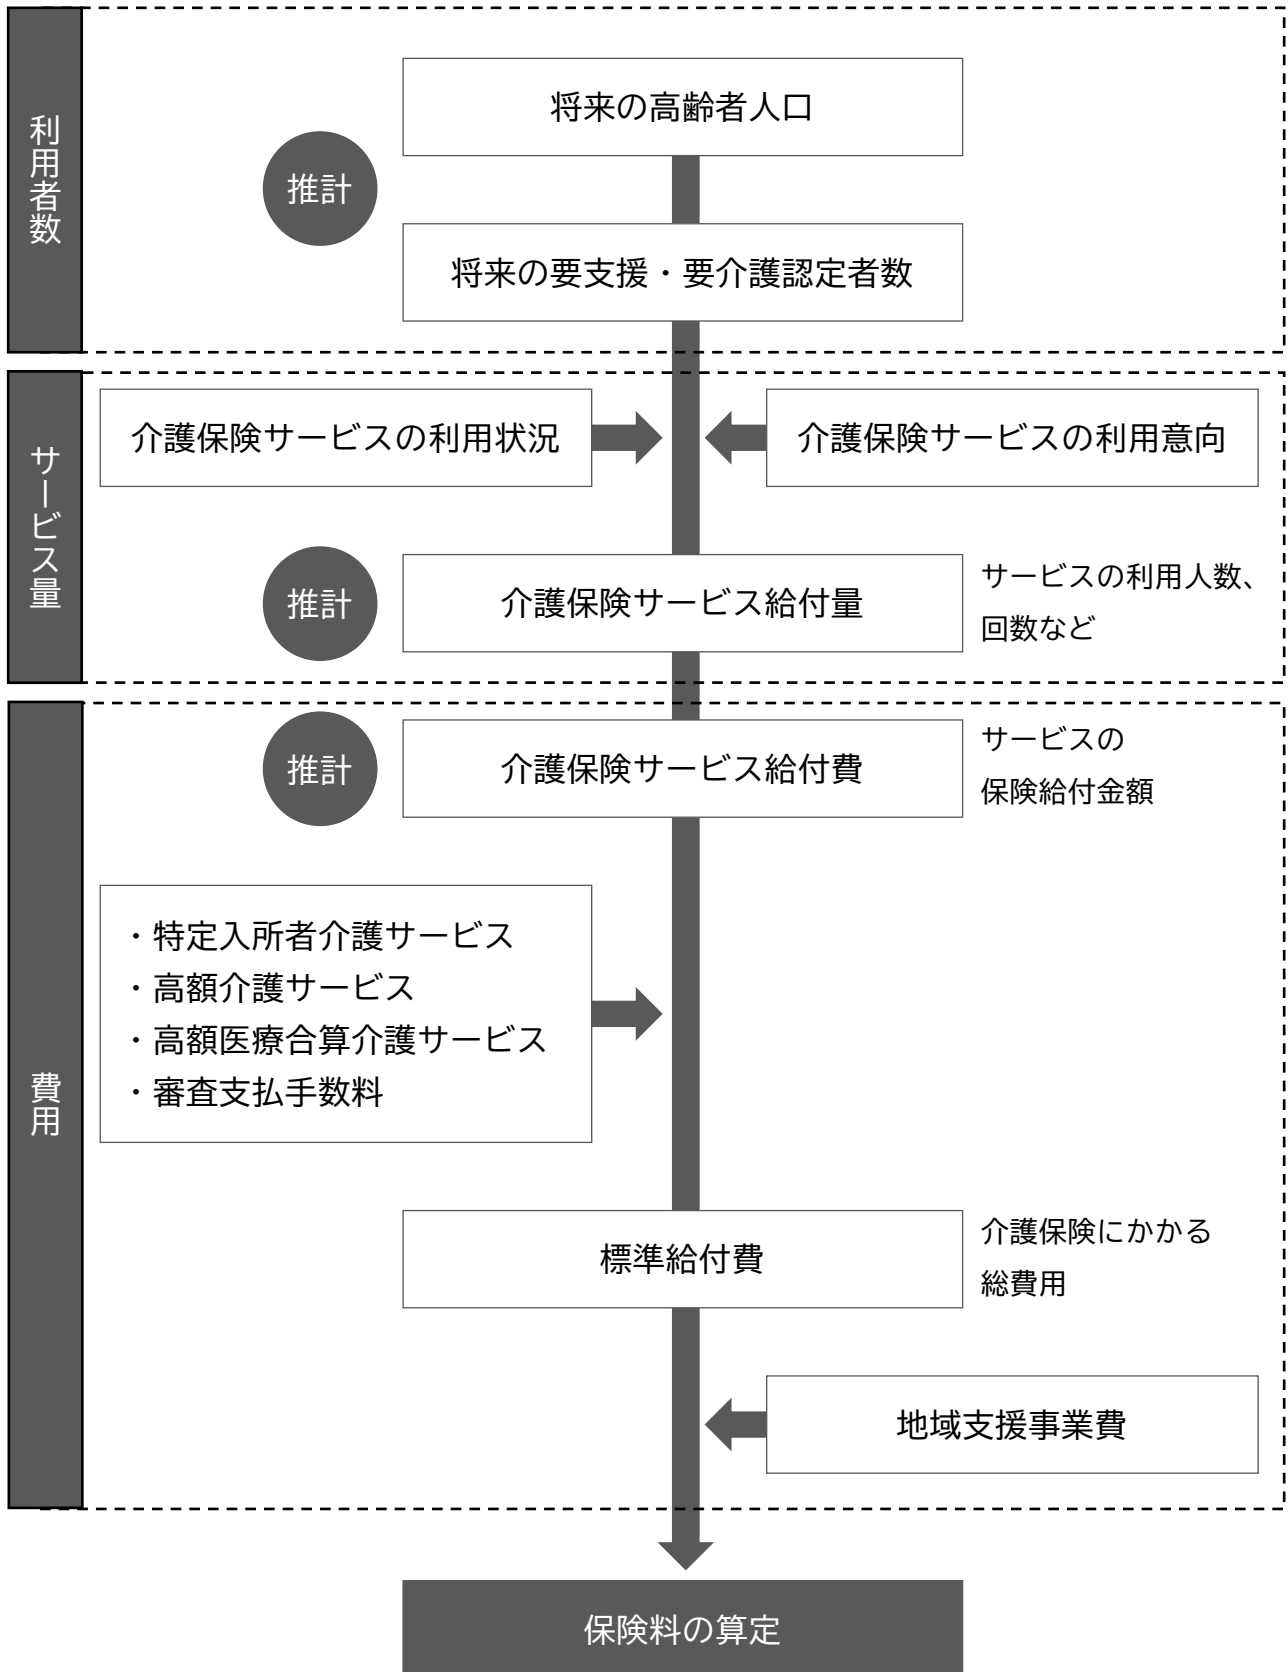 利用者数
将来の高齢者人口
推計
将来の要支援・要介護認定者数
サービス量
介護保険サービスの利用状況
介護保険サービスの利用意向
推計
介護保険サービス給付量
サービスの利用人数、
回数など
費用
推計
介護保険サービス給付費
サービスの
保険給付金額
・特定入所者介護サービス
・高額介護サービス
・高額医療合算介護サービス
・審査支払手数料
標準給付費
介護保険にかかる
総費用
地域支援事業費
保険料の算定